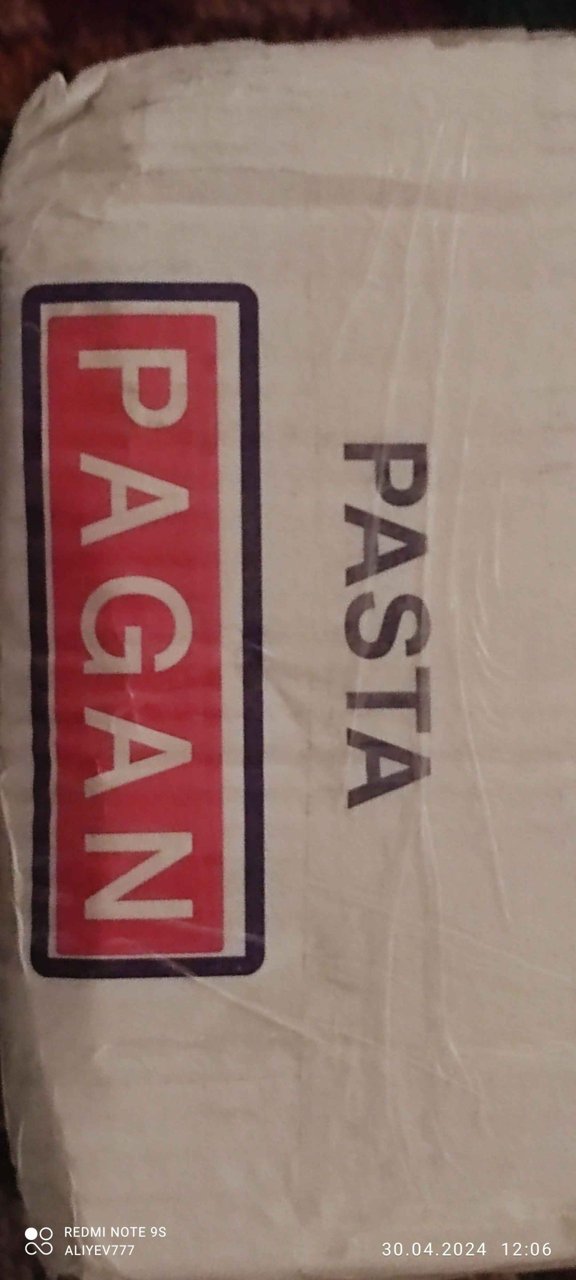 PASTA
PAGAN
REDMI NOTE 9S
ALIYEV777
30.04.2024 12:06